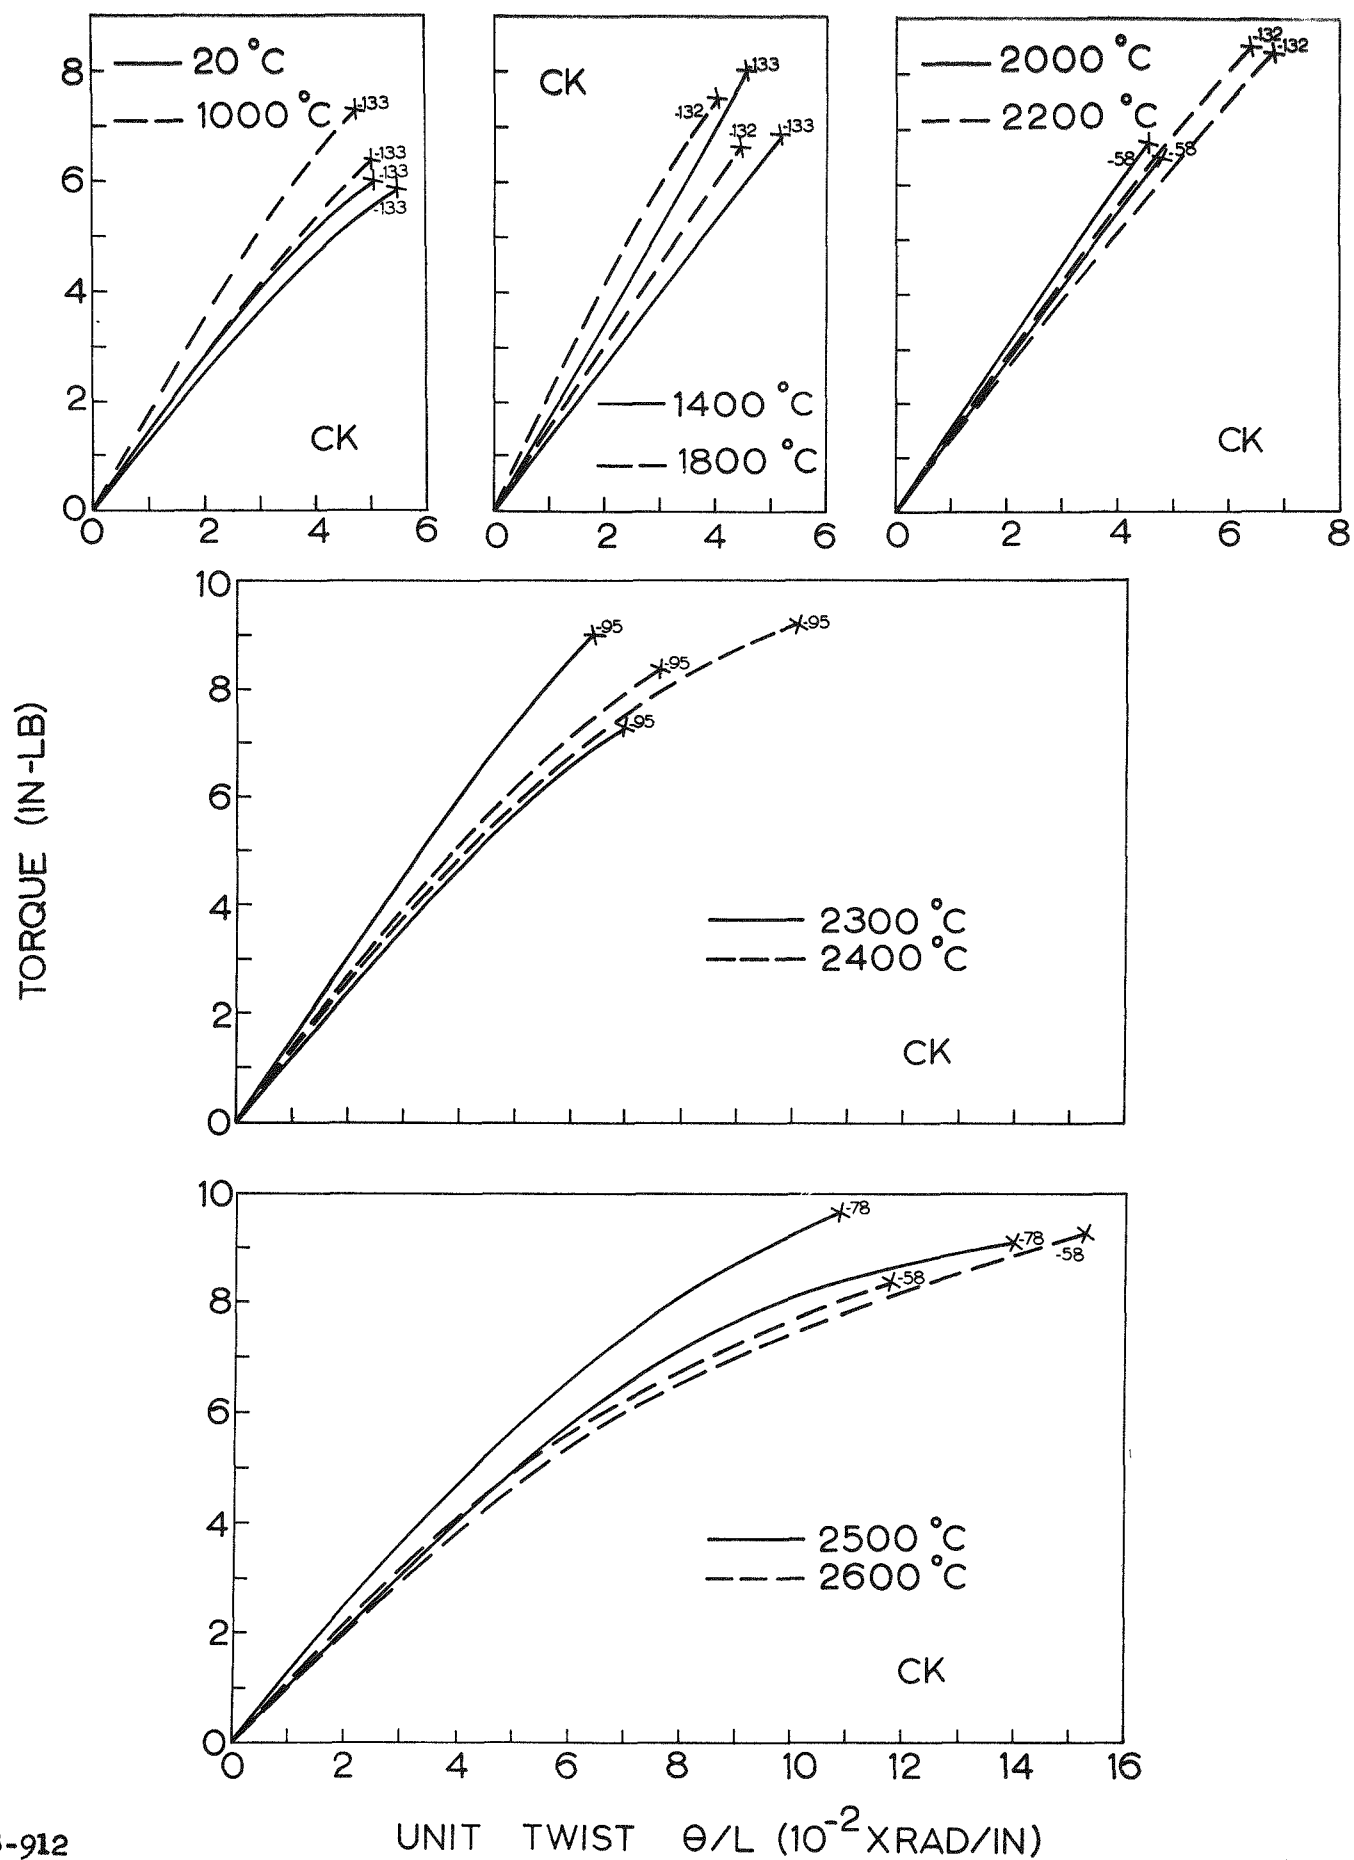 20 °C
1000 °C
-133
-133
-133
-133
CK
8
6
4
2
0
0 2 4 6
CK
-133
-132
-132
-133
1400 °C
1800 °C
0 2 4 6
2000 °C
2200 °C
-132
-132
-58
-58
CK
0 2 4 6 8
TORQUE (IN-LB)
10
8
6
4
2
0
-95
-95
-95
-95
2300 °C
2400 °C
CK
10
8
6
4
2
0
-78
-78
-58
-58
2500 °C
2600 °C
CK
0 2 4 6 8 10 12 14 16
UNIT TWIST θ/L (10⁻² X RAD/IN)
-912